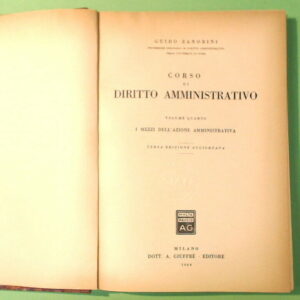 GUIDO ZANOBINI
CORSO
DI
DIRITTO AMMINISTRATIVO
VOLUME QUARTO
I MEZZI DELL'AZIONE AMMINISTRATIVA
TERZA EDIZIONE AGGIORNATA
AG
MILANO
DOTT. A. GIUFFRÈ - EDITORE